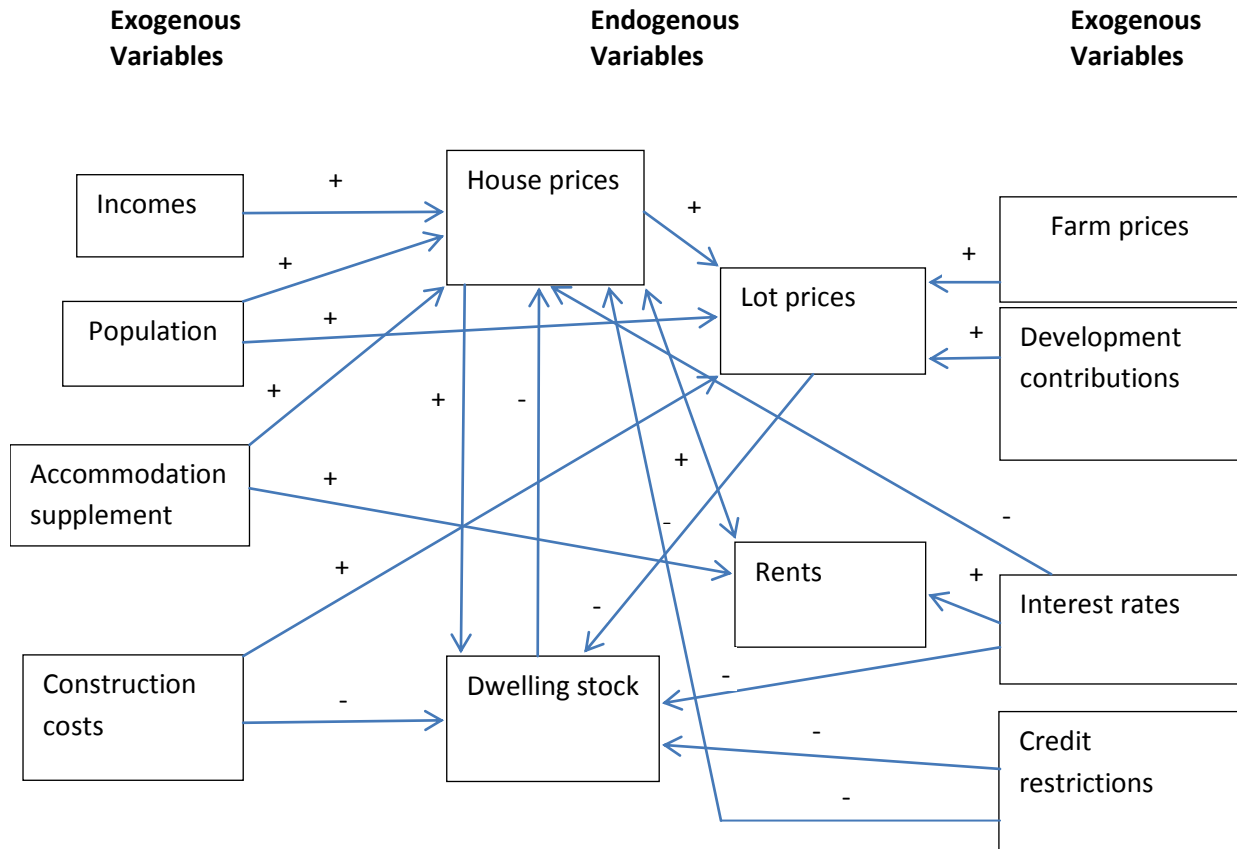 Exogenous
Variables
Endogenous
Variables
Exogenous
Variables
Incomes
+
House prices
+
Farm prices
+
Population
+
+
Lot prices
+
Development
contributions
Accommodation
supplement
+
+
+
-
+
-
-
Rents
+
Interest rates
+
-
Construction
costs
-
Dwelling stock
-
-
Credit
restrictions
-